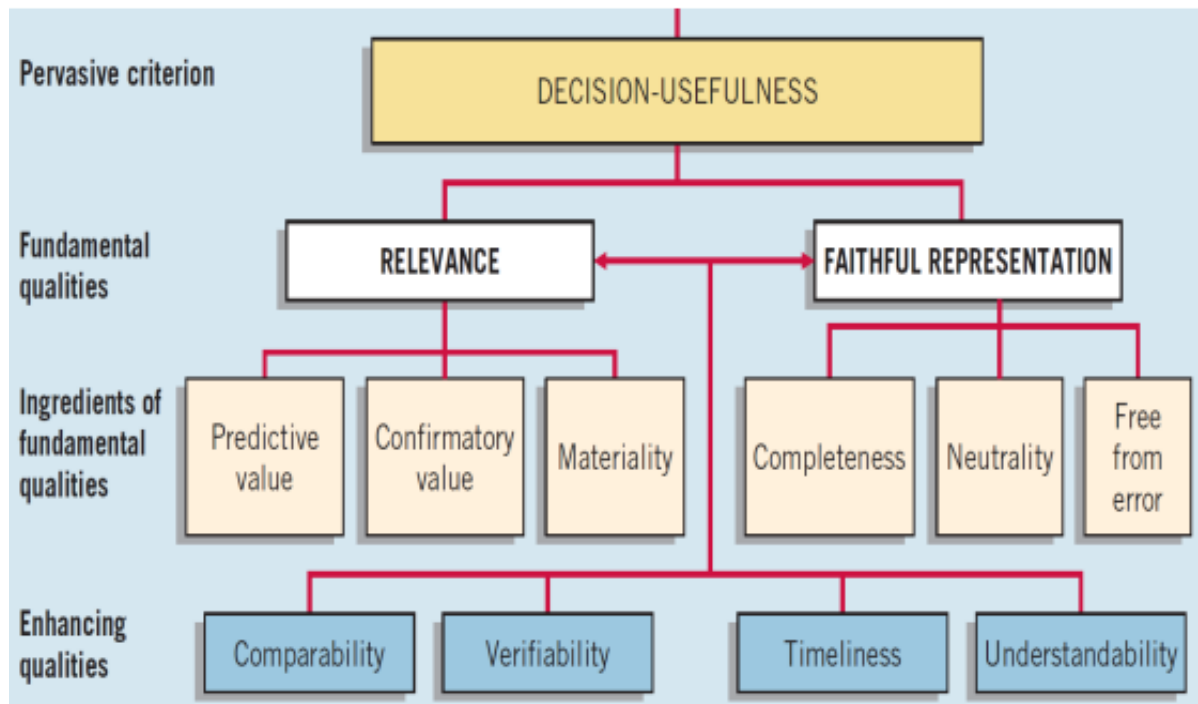 Pervasive criterion
DECISION-USEFULNESS
Fundamental
qualities
RELEVANCE
FAITHFUL REPRESENTATION
Ingredients of
fundamental
qualities
Predictive
value
Confirmatory
value
Materiality
Completeness
Neutrality
Free
from
error
Enhancing
qualities
Comparability
Verifiability
Timeliness
Understandability